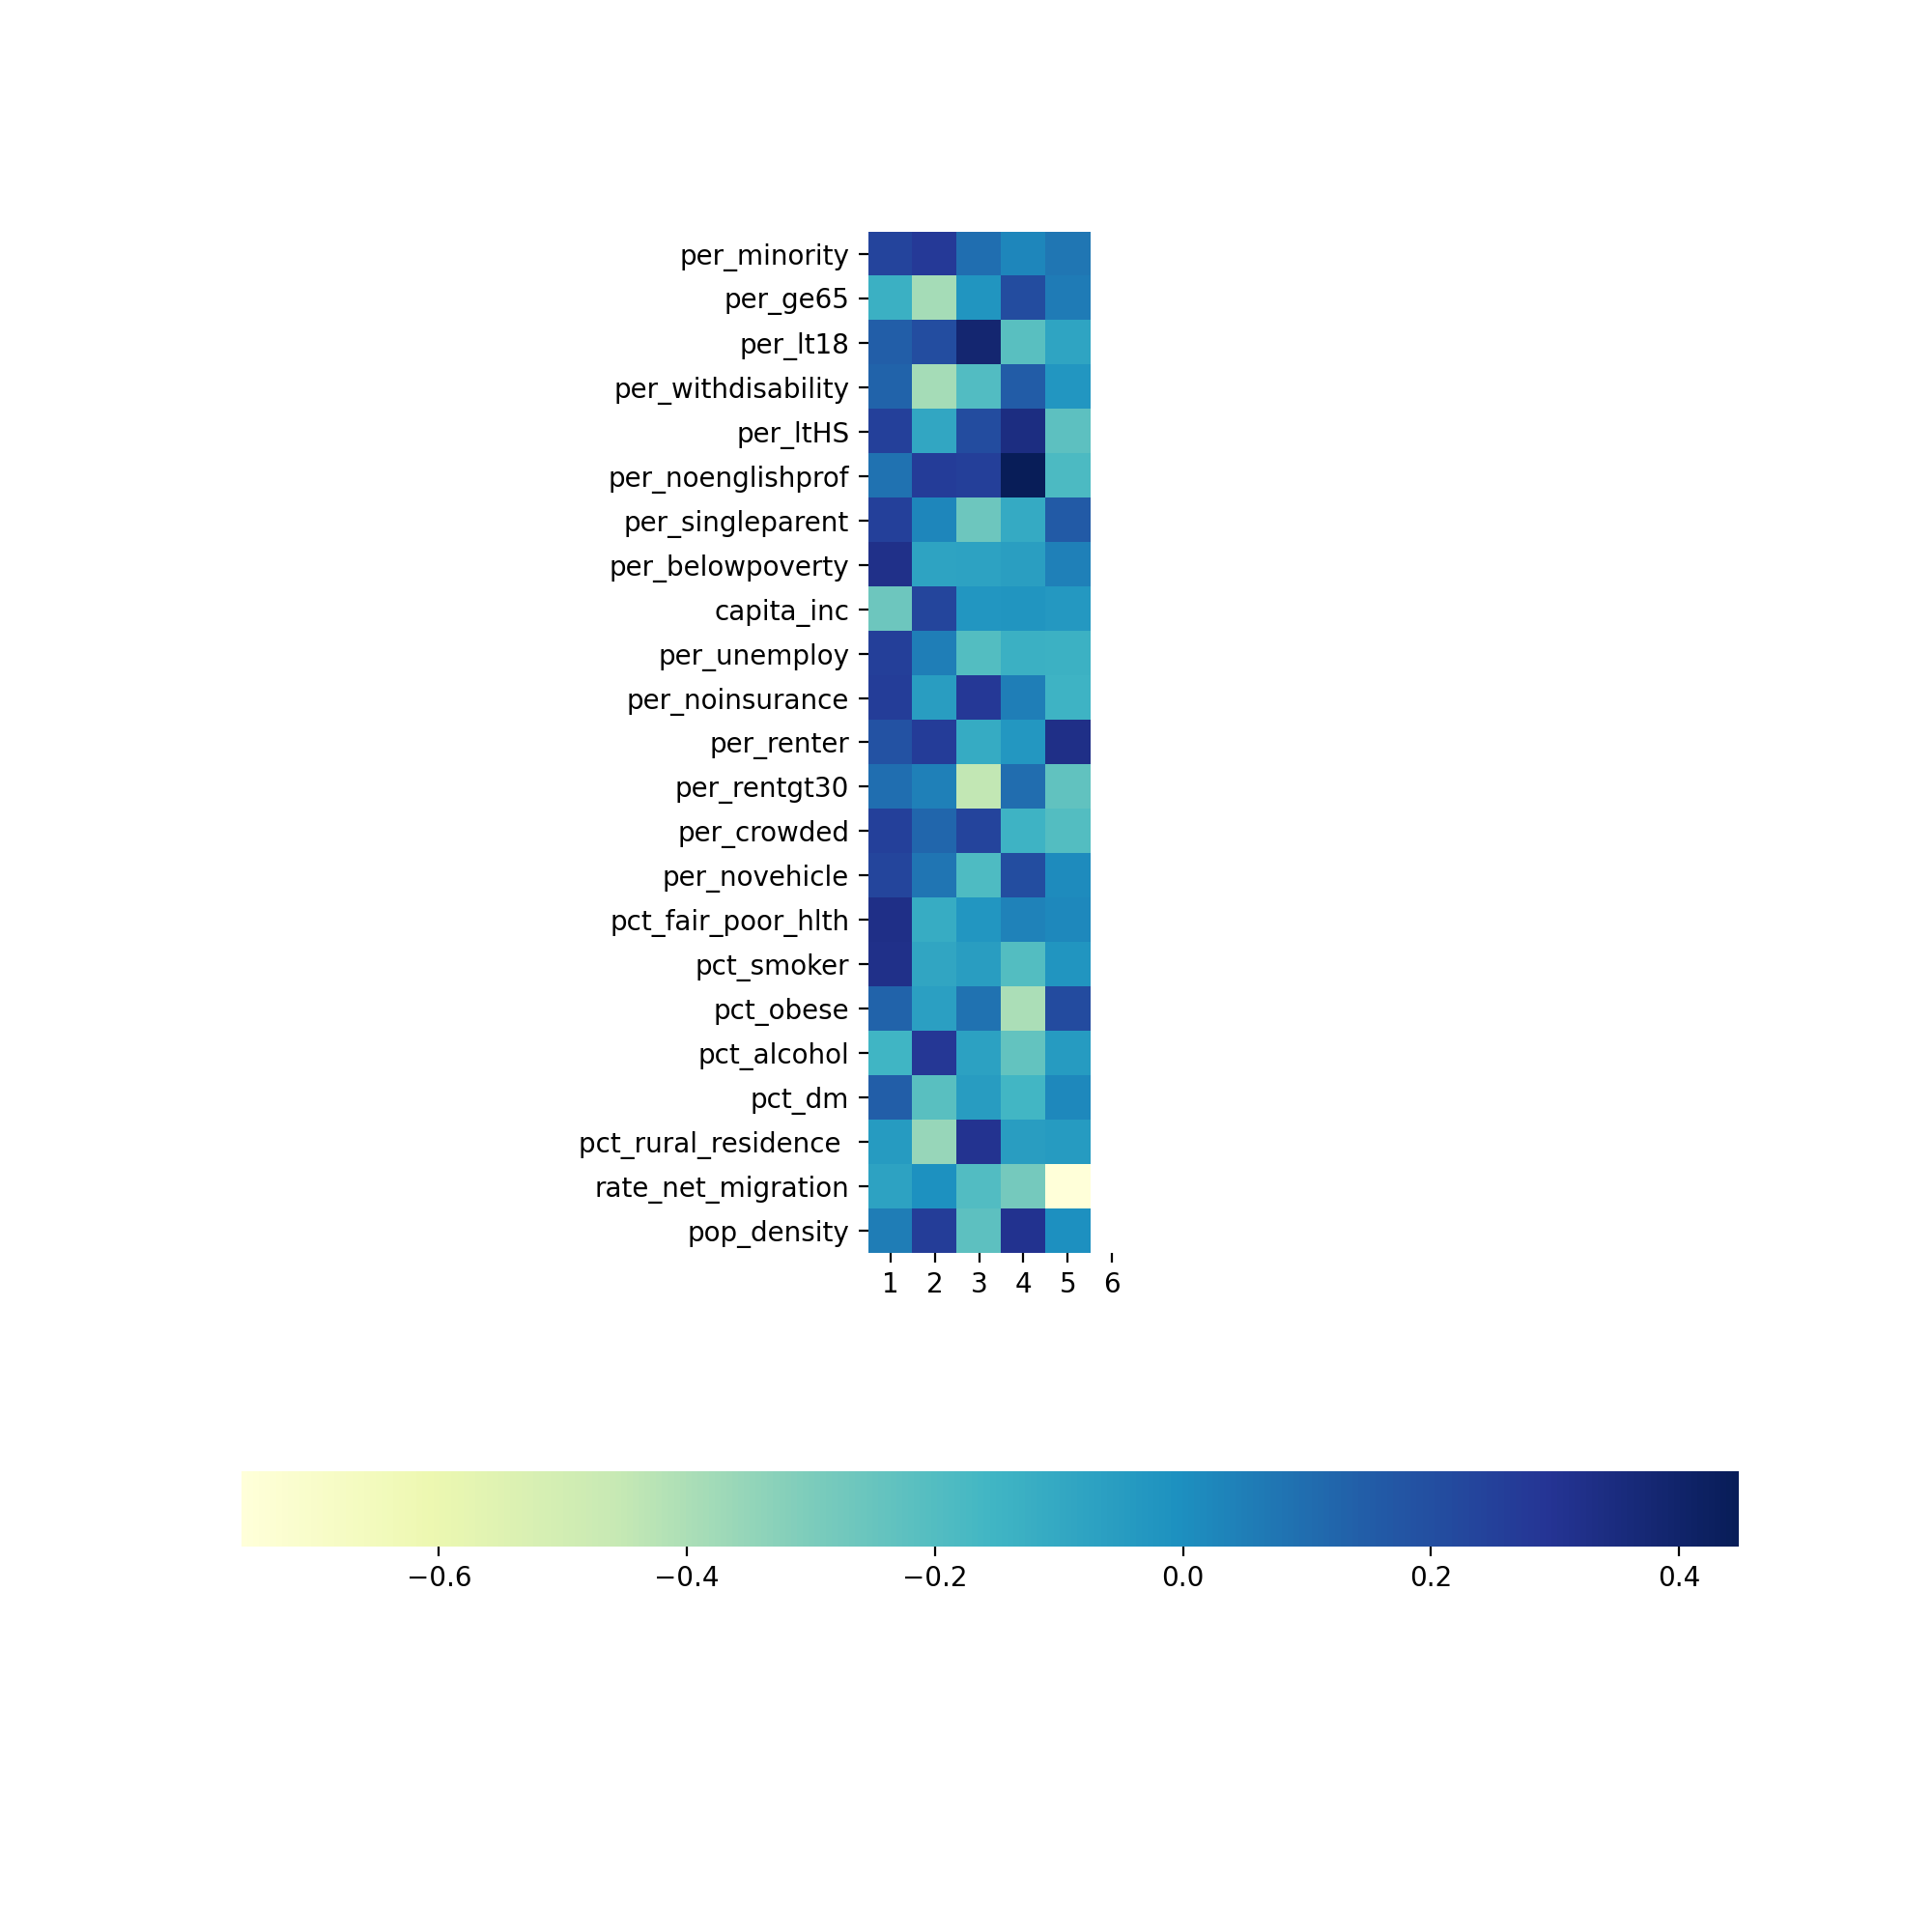 per_minority
per_ge65
per_lt18
per_withdisability
per_ltHS
per_noenglishprof
per_singleparent
per_belowpoverty
capita_inc
per_unemploy
per_noinsurance
per_renter
per_rentgt30
per_crowded
per_novehicle
pct_fair_poor_hlth
pct_smoker
pct_obese
pct_alcohol
pct_dm
pct_rural_residence
rate_net_migration
pop_density
1 2 3 4 5 6
−0.6 −0.4 −0.2 0.0 0.2 0.4